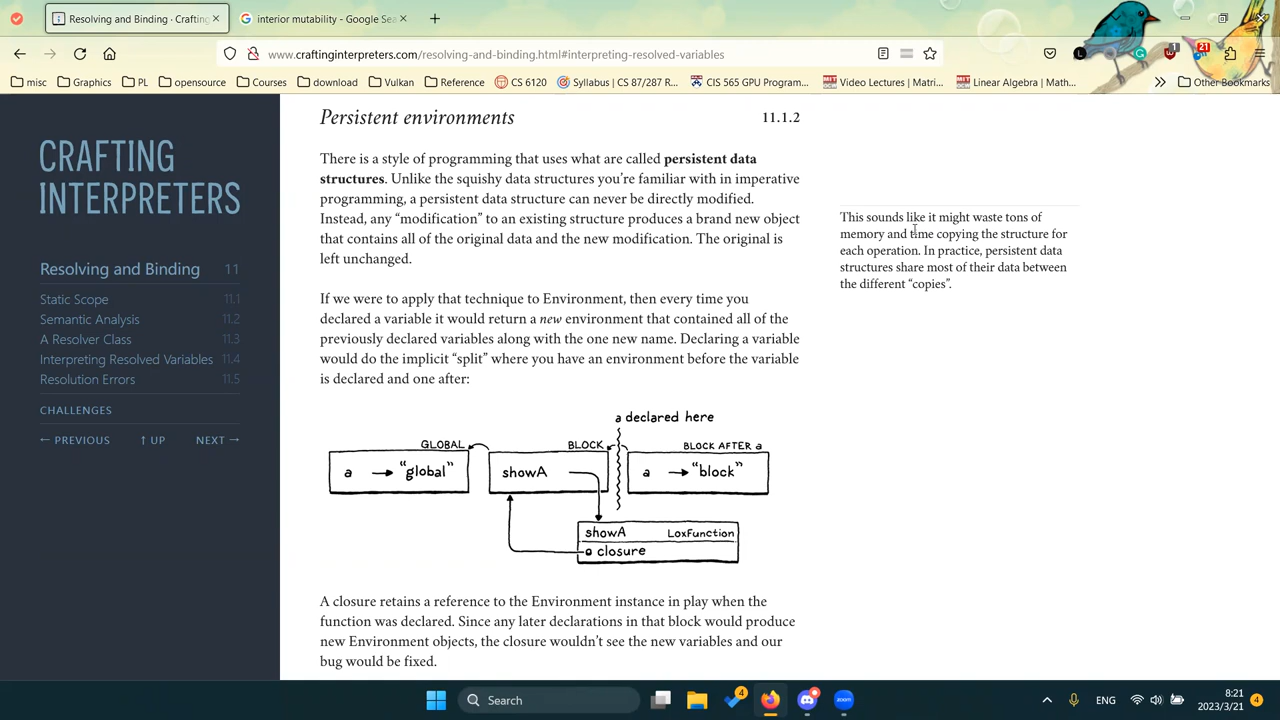 Resolving and Binding · Crafting
interior mutability - Google Sea
www.craftinginterpreters.com/resolving-and-binding.html#interpreting-resolved-variables
1
21
misc
Graphics
PL
opensource
Courses
download
Vulkan
Reference
CS 6120
Syllabus | CS 87/287 R...
CIS 565 GPU Program...
Video Lectures | Matri...
Linear Algebra | Math...
Other Bookmarks
CRAFTING
INTERPRETERS
Resolving and Binding 11
Static Scope 11.1
Semantic Analysis 11.2
A Resolver Class 11.3
Interpreting Resolved Variables 11.4
Resolution Errors 11.5
CHALLENGES
← PREVIOUS ↑ UP NEXT →
Persistent environments 11.1.2
There is a style of programming that uses what are called persistent data
structures. Unlike the squishy data structures you’re familiar with in imperative
programming, a persistent data structure can never be directly modified.
Instead, any “modification” to an existing structure produces a brand new object
that contains all of the original data and the new modification. The original is
left unchanged.
This sounds like it might waste tons of
memory and time copying the structure for
each operation. In practice, persistent data
structures share most of their data between
the different “copies”.
If we were to apply that technique to Environment, then every time you
declared a variable it would return a new environment that contained all of the
previously declared variables along with the one new name. Declaring a variable
would do the implicit “split” where you have an environment before the variable
is declared and one after:
a declared here
GLOBAL BLOCK BLOCK AFTER a
a → “global” showA a → “block”
showA LoxFunction
closure
A closure retains a reference to the Environment instance in play when the
function was declared. Since any later declarations in that block would produce
new Environment objects, the closure wouldn’t see the new variables and our
bug would be fixed.
Search
4
zoom
ENG
8:21
2023/3/21
4